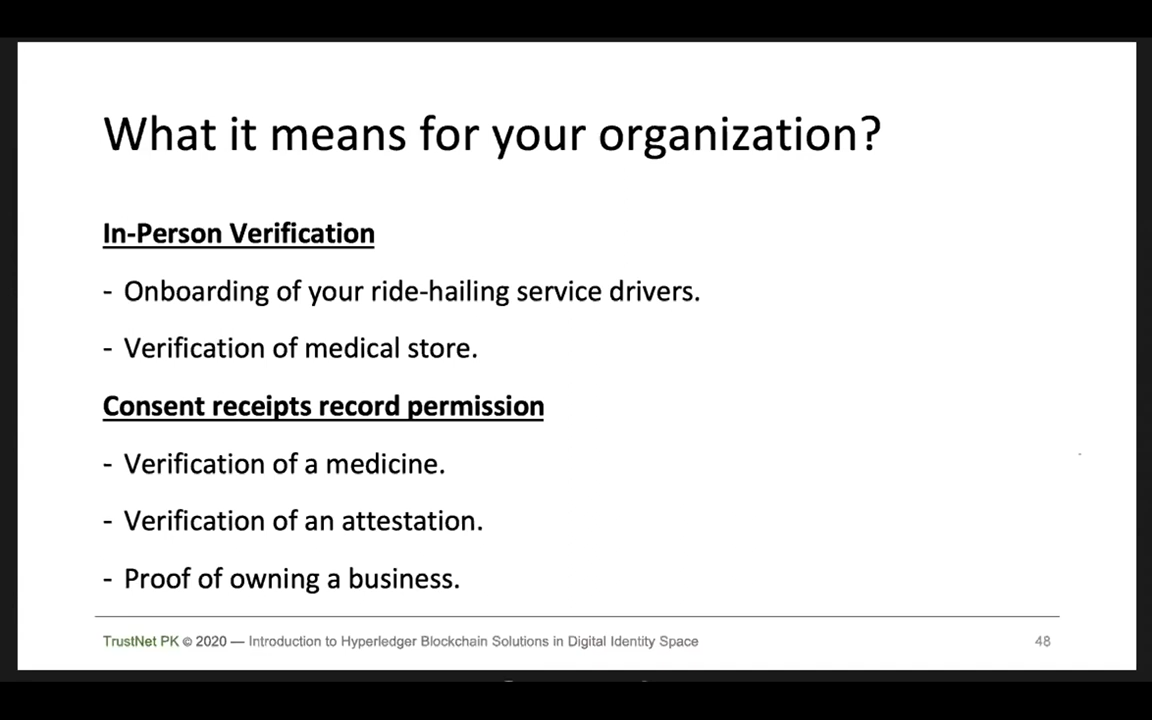 What it means for your organization?
In-Person Verification
- Onboarding of your ride-hailing service drivers.
- Verification of medical store.
Consent receipts record permission
- Verification of a medicine.
- Verification of an attestation.
- Proof of owning a business.
TrustNet PK © 2020 — Introduction to Hyperledger Blockchain Solutions in Digital Identity Space 48